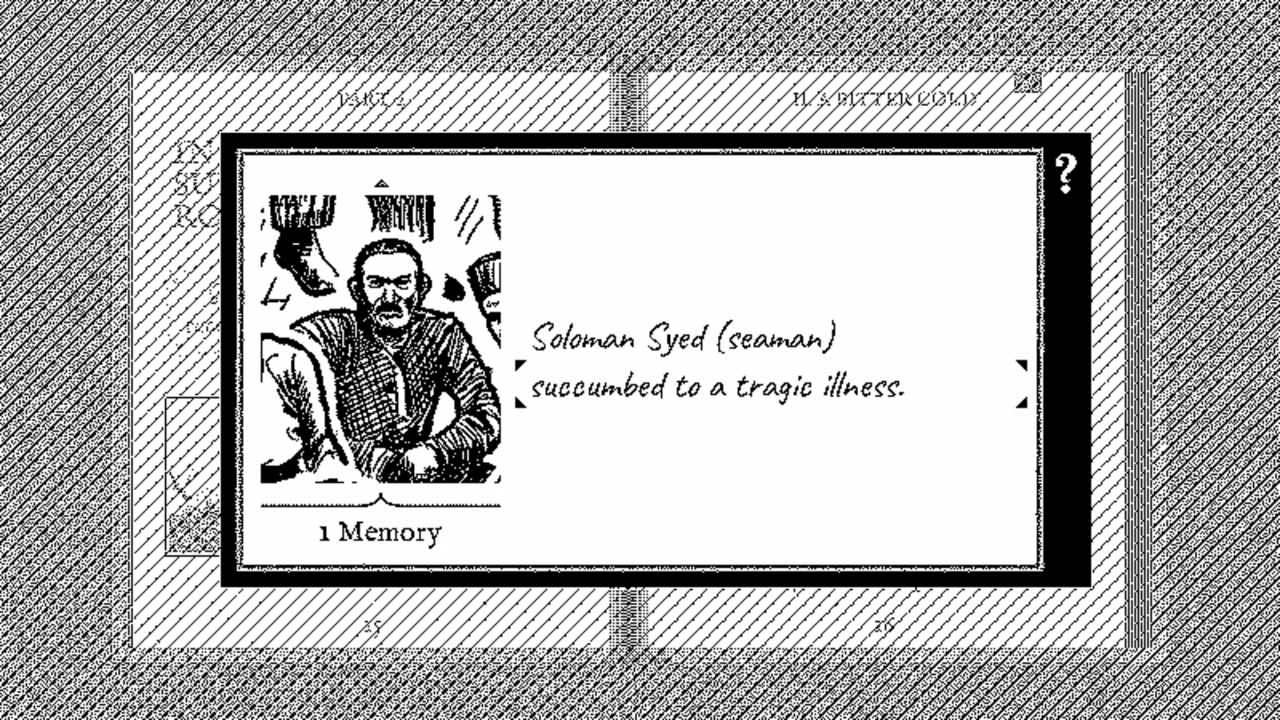 PART 2
II. A BITTER COLD
?
Soloman Syed (seaman)
succumbed to a tragic illness.
1 Memory
25
26